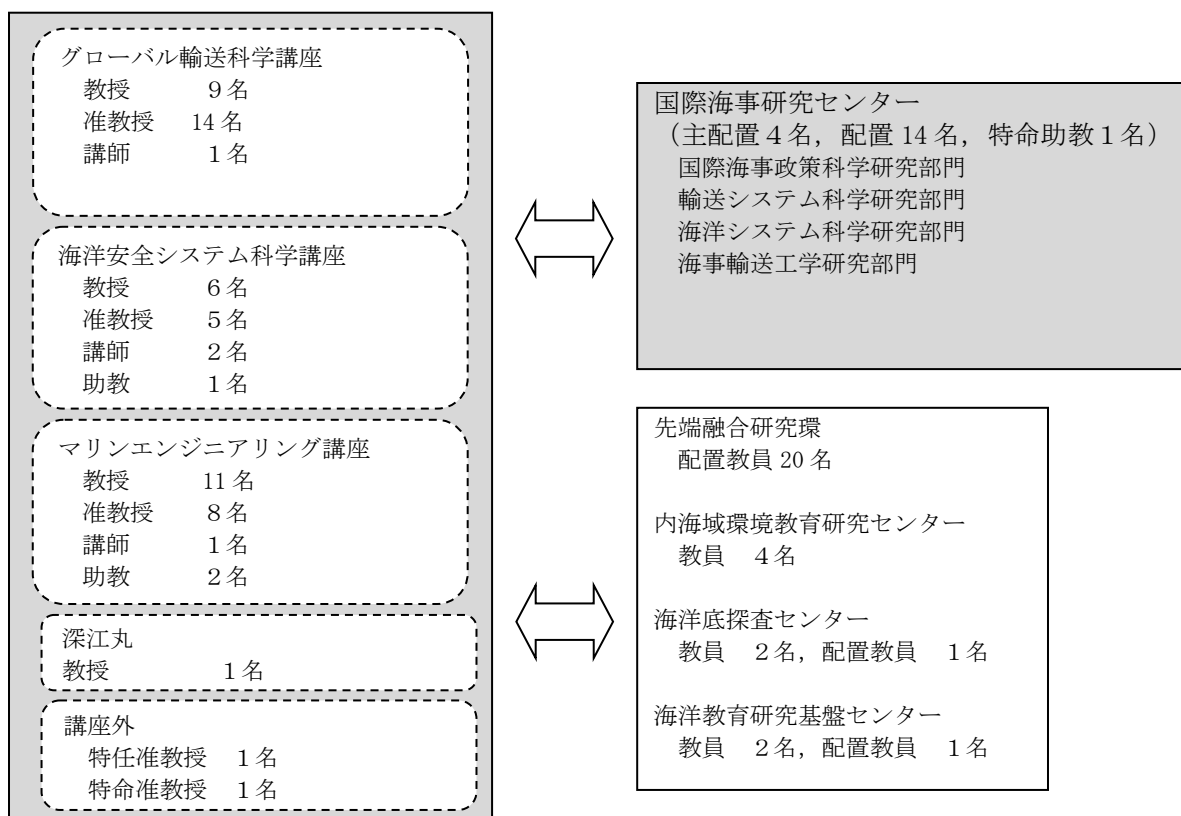 グローバル輸送科学講座
教授 9名
准教授 14名
講師 1名
海洋安全システム科学講座
教授 6名
准教授 5名
講師 2名
助教 1名
マリンエンジニアリング講座
教授 11名
准教授 8名
講師 1名
助教 2名
深江丸
教授 1名
講座外
特任准教授 1名
特命准教授 1名
国際海事研究センター
(主配置4名,配置14名,特命助教1名)
国際海事政策科学研究部門
輸送システム科学研究部門
海洋システム科学研究部門
海事輸送工学研究部門
先端融合研究環
配置教員20名
内海域環境教育研究センター
教員 4名
海洋底探査センター
教員 2名,配置教員 1名
海洋教育研究基盤センター
教員 2名,配置教員 1名